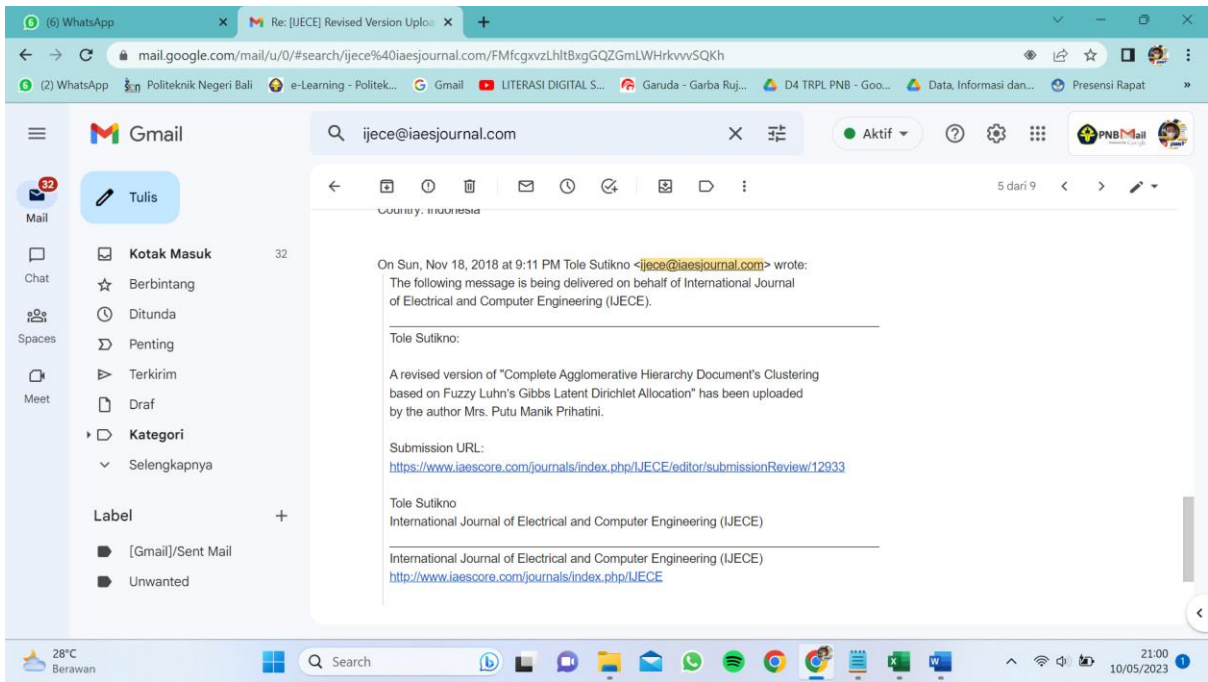 (6) WhatsApp
Re: [IJECE] Revised Version Uploa
mail.google.com/mail/u/0/#search/ijece%40iaesjournal.com/FMfcgxvzLhltBxgGQZGmLWHrkvvvSQKh
(2) WhatsApp Politeknik Negeri Bali e-Learning - Politek... Gmail LITERASI DIGITAL S... Garuda - Garba Ruj... D4 TRPL PNB - Goo... Data, Informasi dan... Presensi Rapat »
Gmail
ijece@iaesjournal.com
Aktif
PNBMail
32
Mail
Chat
Spaces
Meet
Tulis
Kotak Masuk 32
Berbintang
Ditunda
Penting
Terkirim
Draf
Kategori
Selengkapnya
Label
[Gmail]/Sent Mail
Unwanted
5 dari 9
Country: Indonesia
On Sun, Nov 18, 2018 at 9:11 PM Tole Sutikno <ijece@iaesjournal.com> wrote:
The following message is being delivered on behalf of International Journal
of Electrical and Computer Engineering (IJECE).
Tole Sutikno:
A revised version of "Complete Agglomerative Hierarchy Document's Clustering
based on Fuzzy Luhn's Gibbs Latent Dirichlet Allocation" has been uploaded
by the author Mrs. Putu Manik Prihatini.
Submission URL:
https://www.iaescore.com/journals/index.php/IJECE/editor/submissionReview/12933
Tole Sutikno
International Journal of Electrical and Computer Engineering (IJECE)
International Journal of Electrical and Computer Engineering (IJECE)
http://www.iaescore.com/journals/index.php/IJECE
28°C
Berawan
Search
21:00
10/05/2023
1